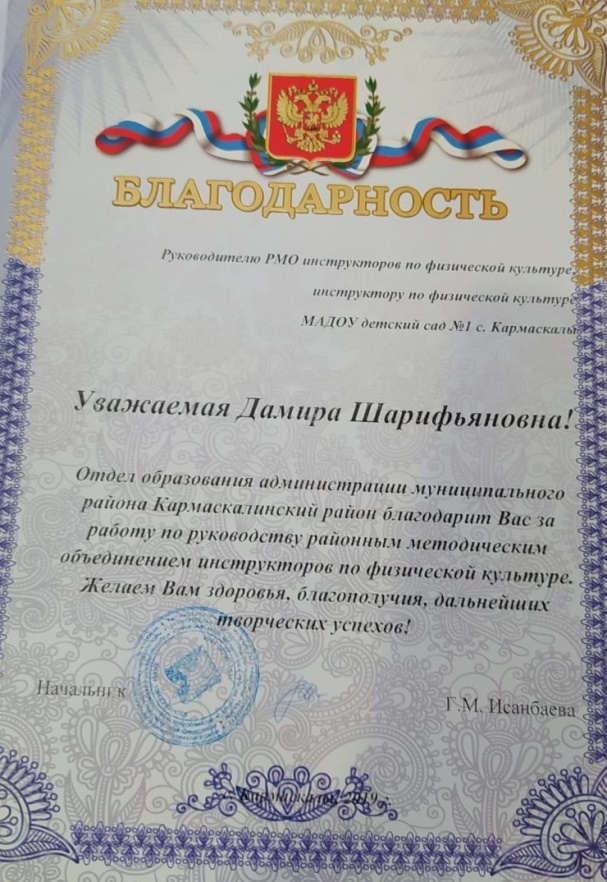 БЛАГОДАРНОСТЬ
Руководителю РМО инструкторов по физической культуре,
инструктору по физической культуре
МАДОУ детский сад №1 с. Кармаскалы
Уважаемая Дамира Шарифьяновна!
Отдел образования администрации муниципального
района Кармаскалинский район благодарит Вас за
работу по руководству районным методическим
объединением инструкторов по физической культуре.
Желаем Вам здоровья, благополучия, дальнейших
творческих успехов!
Начальник
Г.М. Исанбаева
с. Кармаскалы, 2019 г.